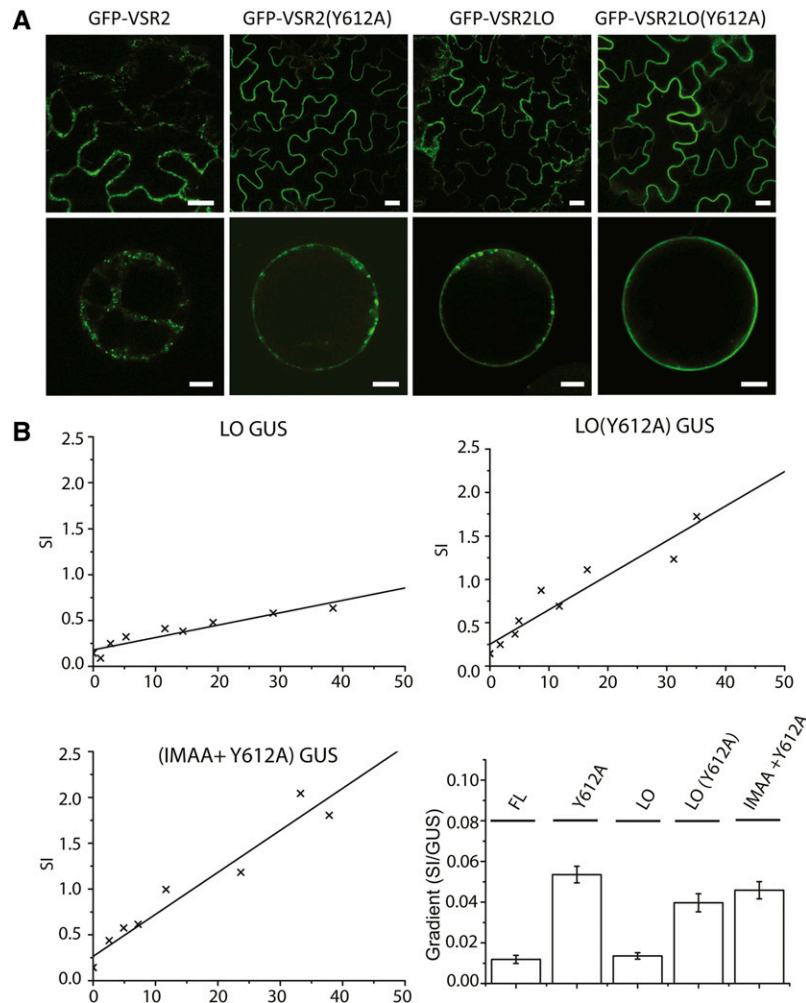 A
GFP-VSR2 GFP-VSR2(Y612A) GFP-VSR2LO GFP-VSR2LO(Y612A)
B
LO GUS
SI
2.5
2.0
1.5
1.0
0.5
0.0
0 10 20 30 40 50
LO(Y612A) GUS
SI
2.5
2.0
1.5
1.0
0.5
0.0
0 10 20 30 40 50
(IMAA+ Y612A) GUS
SI
2.5
2.0
1.5
1.0
0.5
0.0
0 10 20 30 40 50
FL Y612A LO LO (Y612A) IMAA +Y612A
Gradient (SI/GUS)
0.10
0.08
0.06
0.04
0.02
0.00